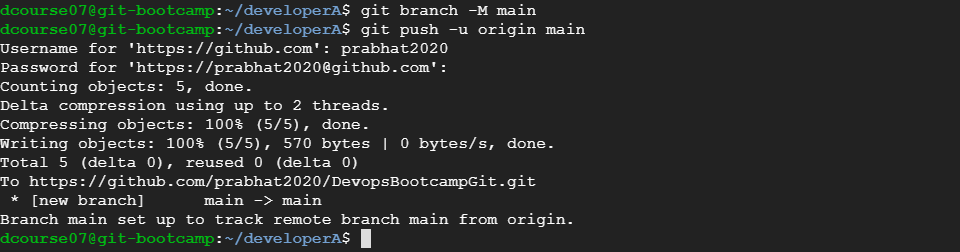 dcourse07@git-bootcamp:~/developerA$ git branch -M main
dcourse07@git-bootcamp:~/developerA$ git push -u origin main
Username for 'https://github.com': prabhat2020
Password for 'https://prabhat2020@github.com':
Counting objects: 5, done.
Delta compression using up to 2 threads.
Compressing objects: 100% (5/5), done.
Writing objects: 100% (5/5), 570 bytes | 0 bytes/s, done.
Total 5 (delta 0), reused 0 (delta 0)
To https://github.com/prabhat2020/DevopsBootcampGit.git
 * [new branch]      main -> main
Branch main set up to track remote branch main from origin.
dcourse07@git-bootcamp:~/developerA$